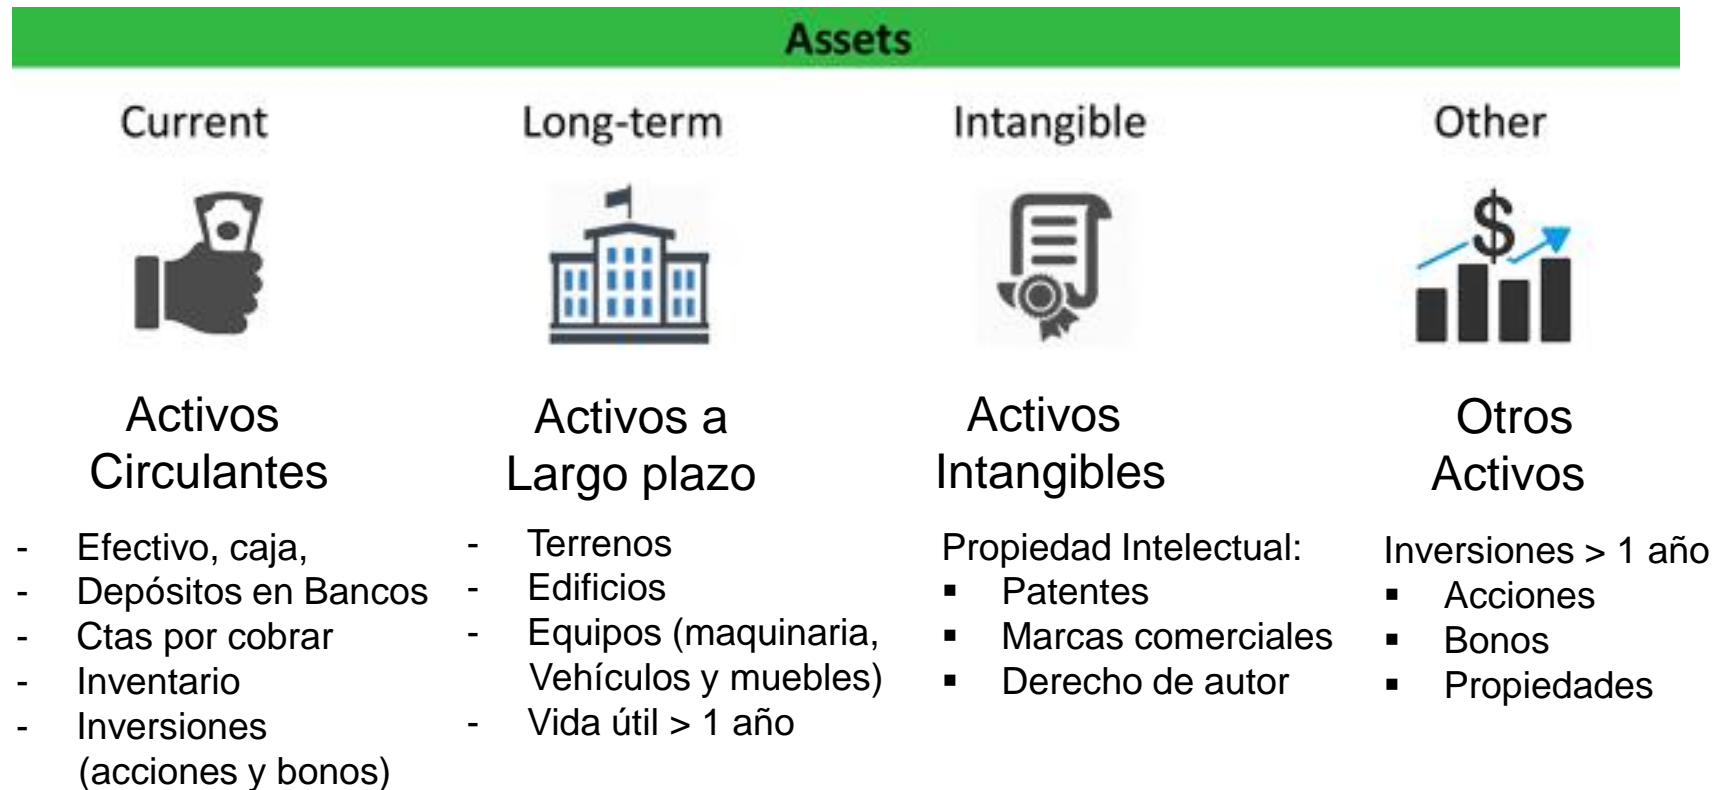 Assets
Current
Long-term
Intangible
Other
$
Activos
Circulantes
- Efectivo, caja,
- Depósitos en Bancos
- Ctas por cobrar
- Inventario
- Inversiones
(acciones y bonos)
Activos a
Largo plazo
- Terrenos
- Edificios
- Equipos (maquinaria,
Vehículos y muebles)
- Vida útil > 1 año
Activos
Intangibles
Propiedad Intelectual:
▪ Patentes
▪ Marcas comerciales
▪ Derecho de autor
Otros
Activos
Inversiones > 1 año
▪ Acciones
▪ Bonos
▪ Propiedades